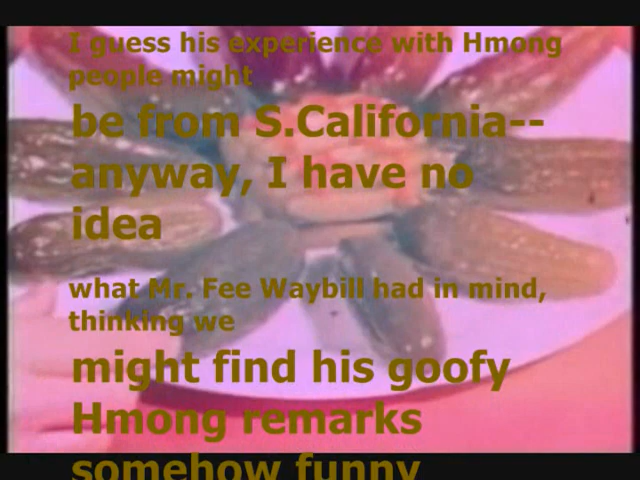 I guess his experience with Hmong
people might
be from S.California--
anyway, I have no
idea
what Mr. Fee Waybill had in mind,
thinking we
might find his goofy
Hmong remarks
somehow funny